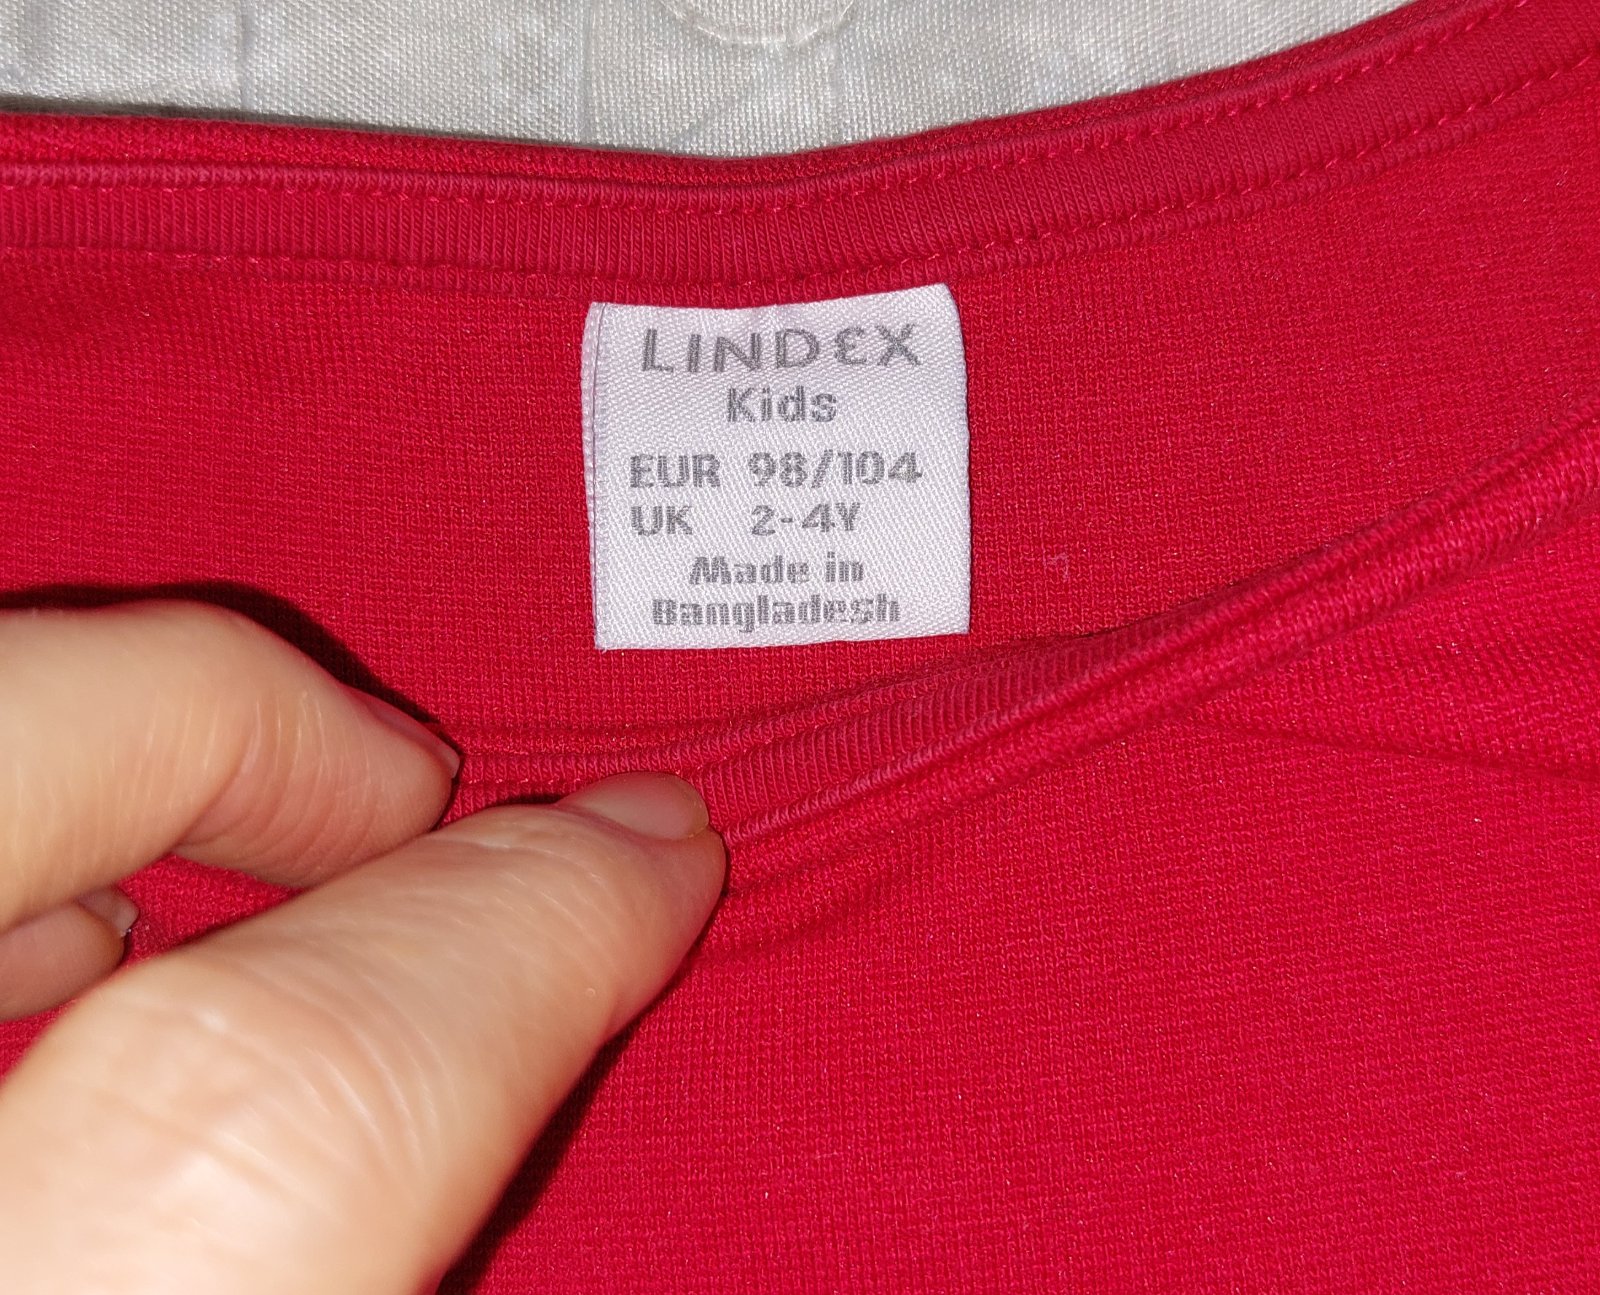 LINDEX
Kids
EUR 98/104
UK 2-4Y
Made in
Bangladesh